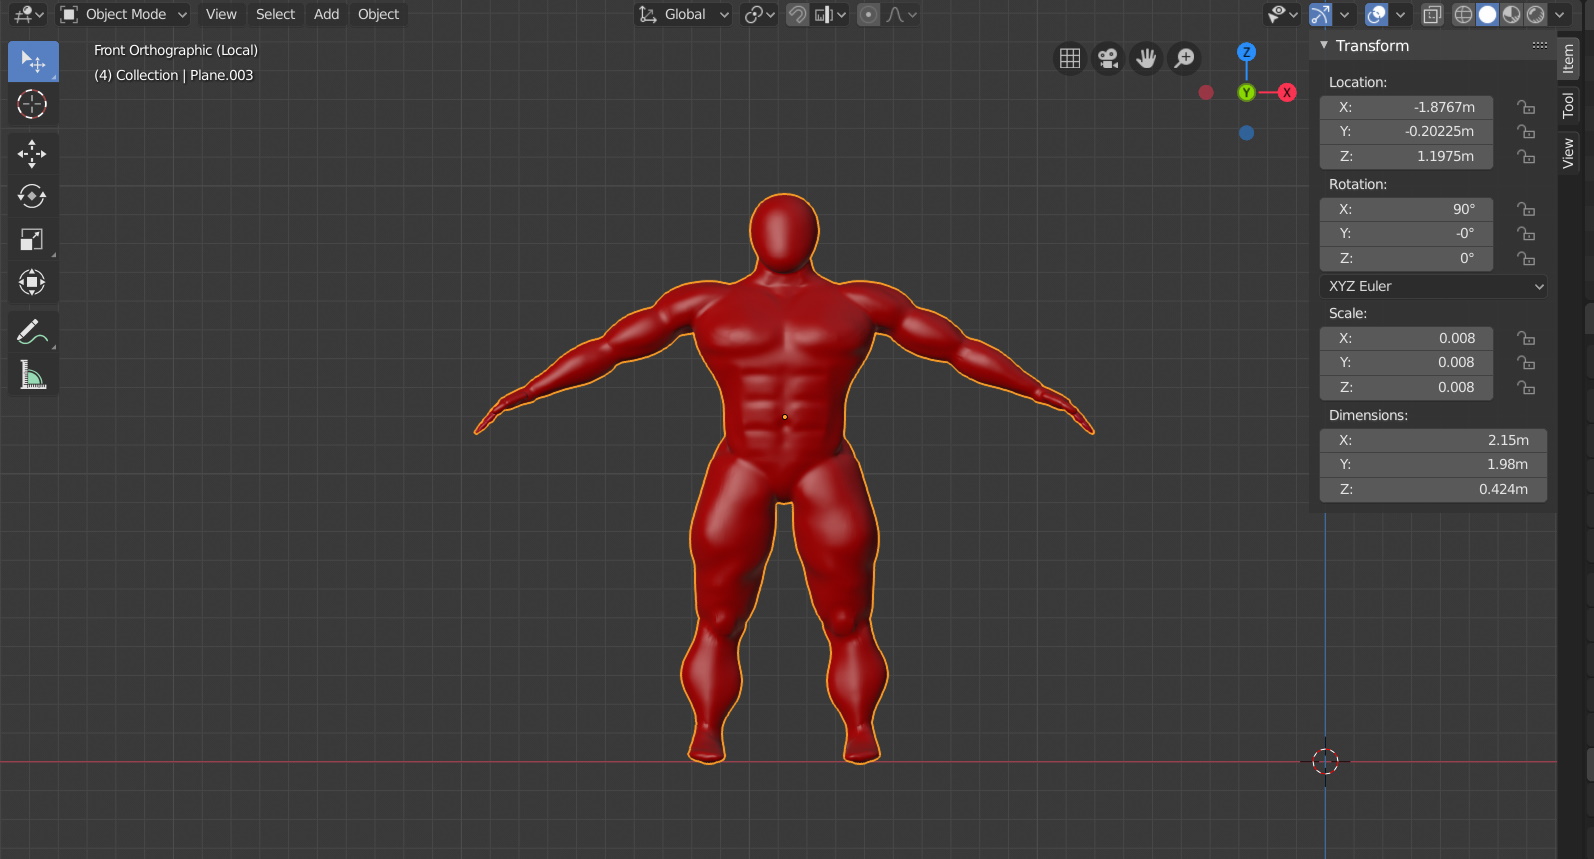 Object Mode View Select Add Object Global
Front Orthographic (Local)
(4) Collection | Plane.003
Z
Y
X
Transform
Item
Tool
View
Location:
X: -1.8767m
Y: -0.20225m
Z: 1.1975m
Rotation:
X: 90°
Y: -0°
Z: 0°
XYZ Euler
Scale:
X: 0.008
Y: 0.008
Z: 0.008
Dimensions:
X: 2.15m
Y: 1.98m
Z: 0.424m